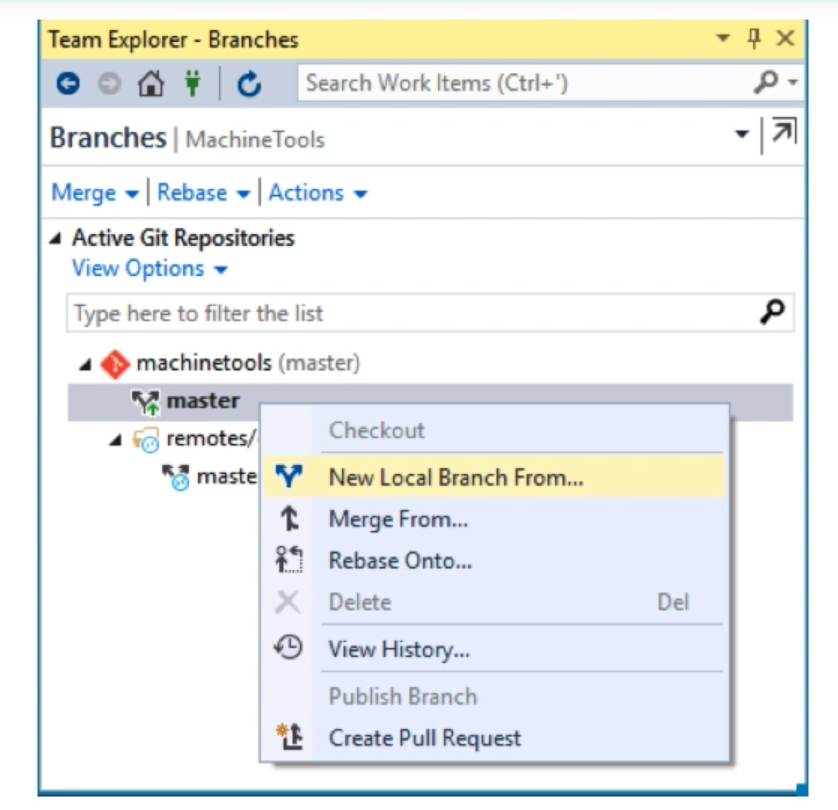 Team Explorer - Branches
Search Work Items (Ctrl+')
Branches | MachineTools
Merge | Rebase | Actions
Active Git Repositories
View Options
Type here to filter the list
machinetools (master)
master
remotes/
maste
Checkout
New Local Branch From...
Merge From...
Rebase Onto...
Delete Del
View History...
Publish Branch
Create Pull Request